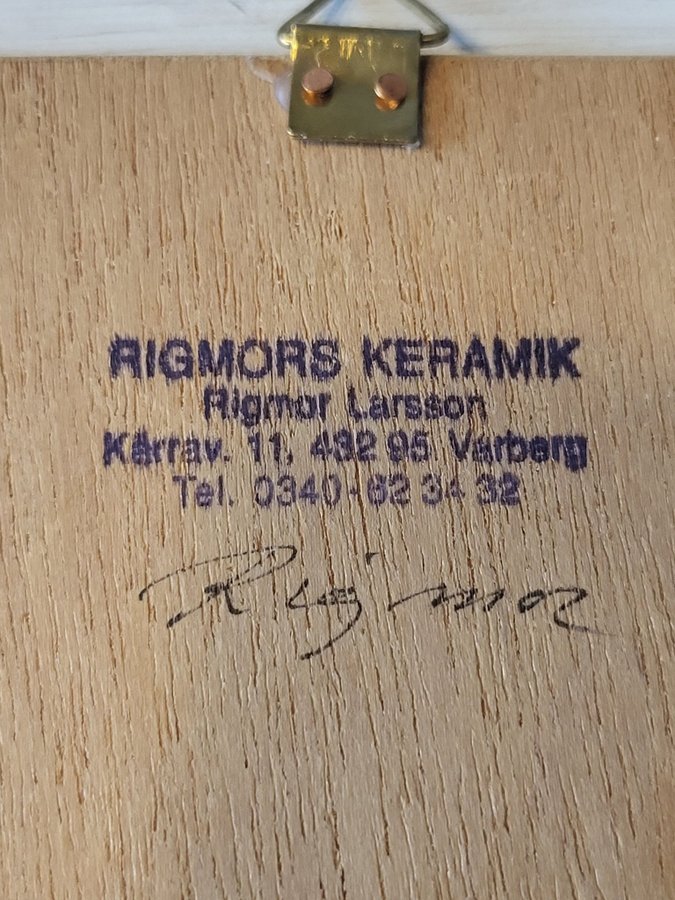 RIGMORS KERAMIK
Rigmor Larsson
Kärrav. 11, 432 95 Varberg
Tel. 0340-62 34 32
Rigmor